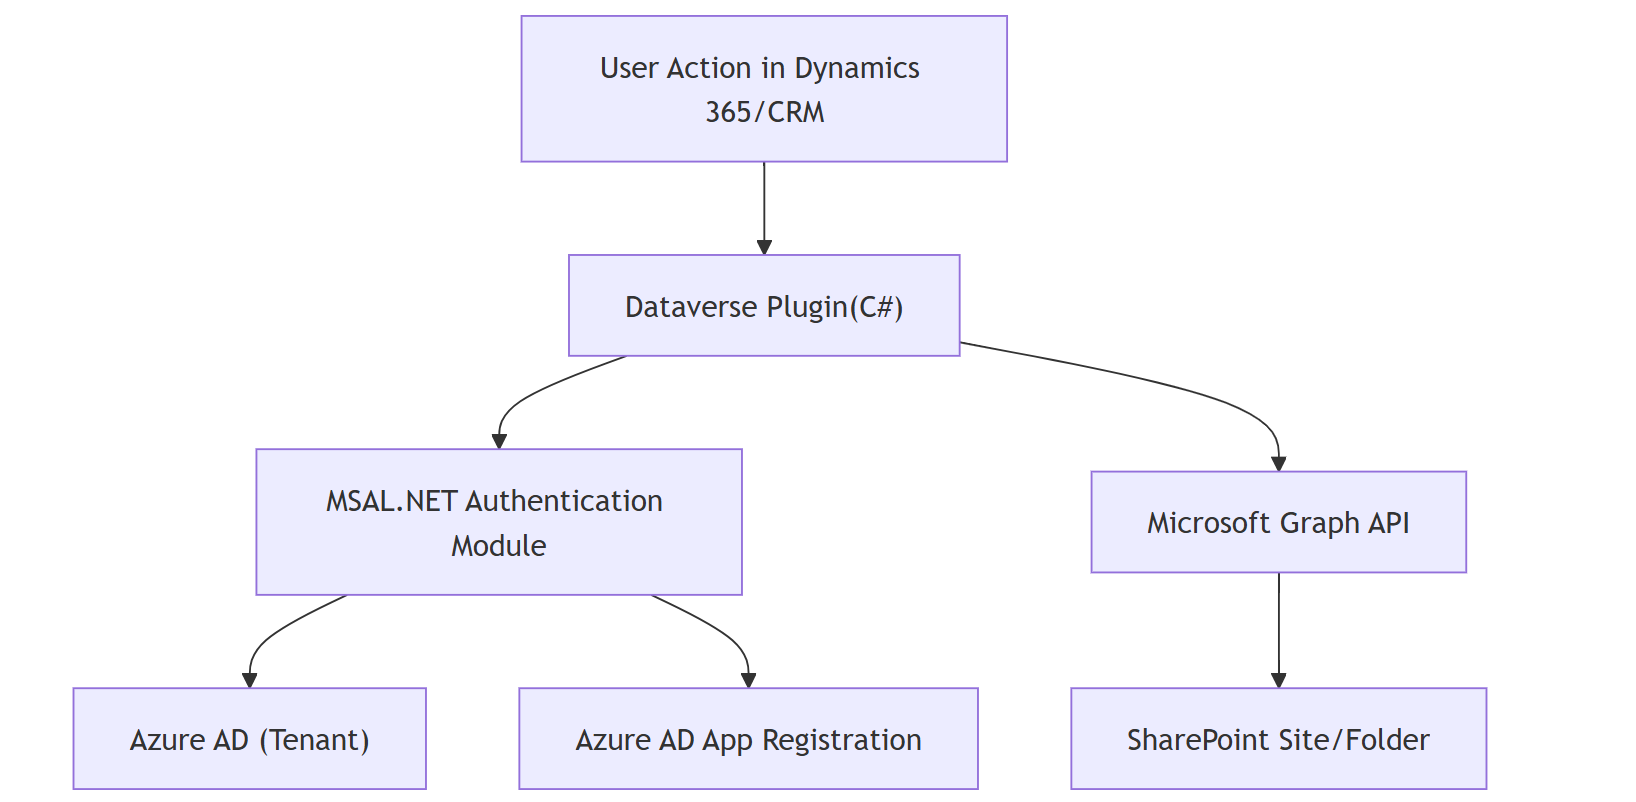 User Action in Dynamics
365/CRM
Dataverse Plugin(C#)
MSAL.NET Authentication
Module
Microsoft Graph API
Azure AD (Tenant)
Azure AD App Registration
SharePoint Site/Folder